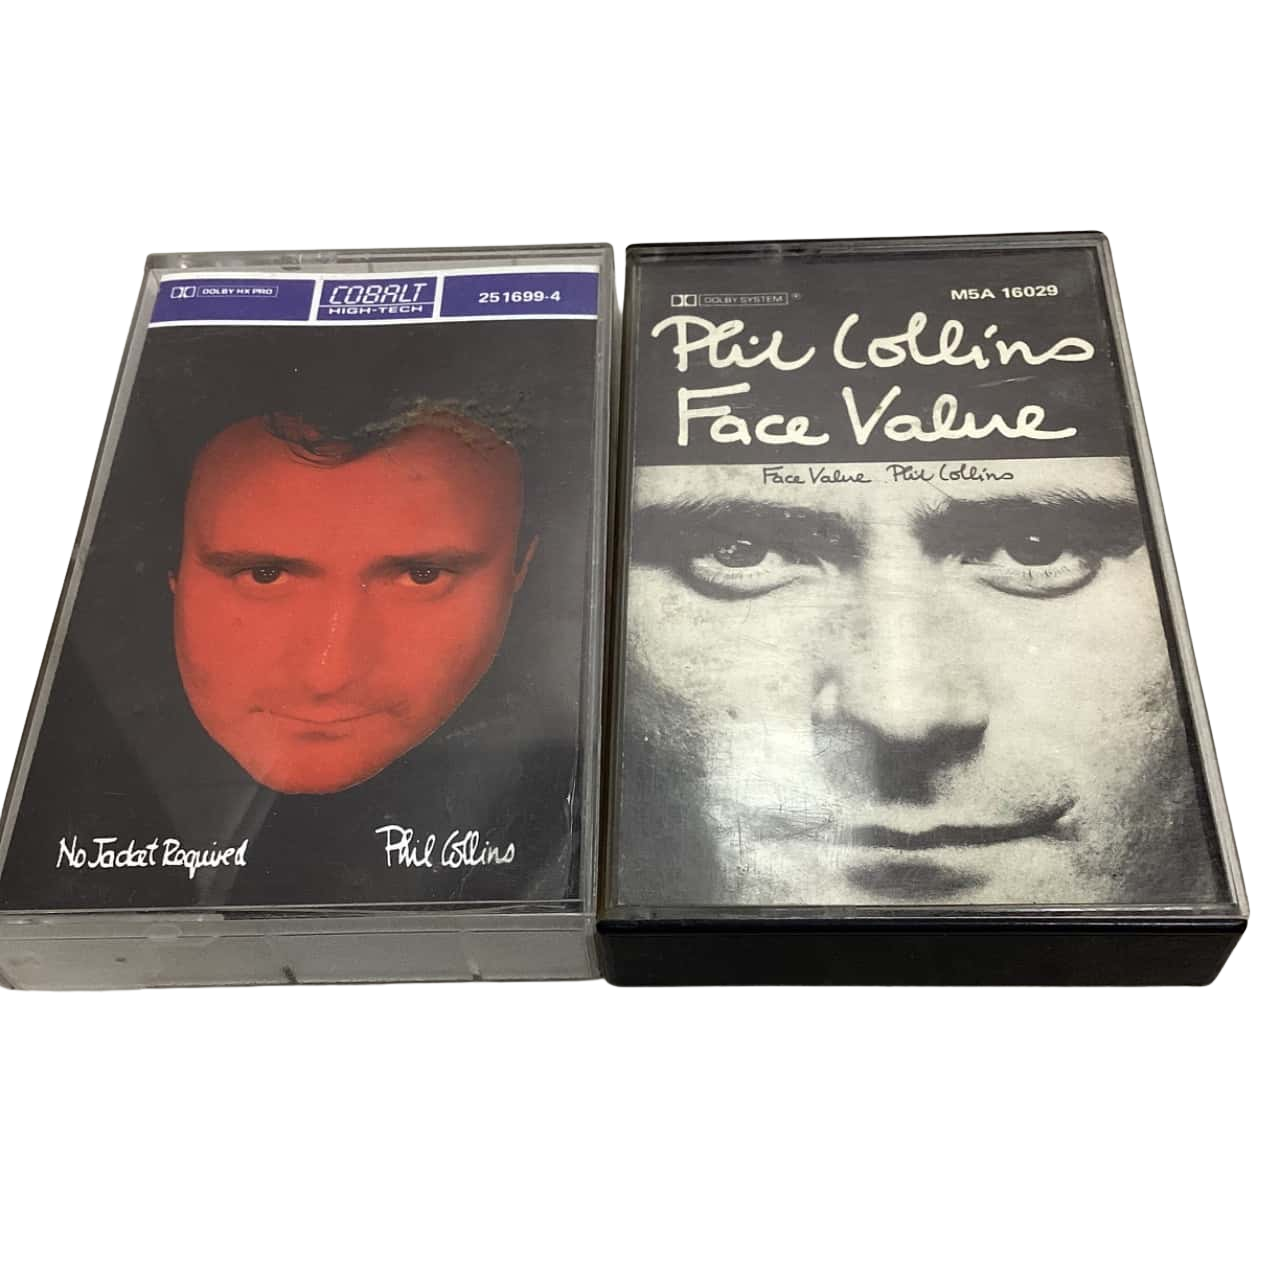 DOLBY HX PRO
COBALT
HIGH-TECH
251699-4
No Jacket Required
Phil Collins
DOLBY SYSTEM®
M5A 16029
Phil Collins
Face Value
Face Value Phil Collins